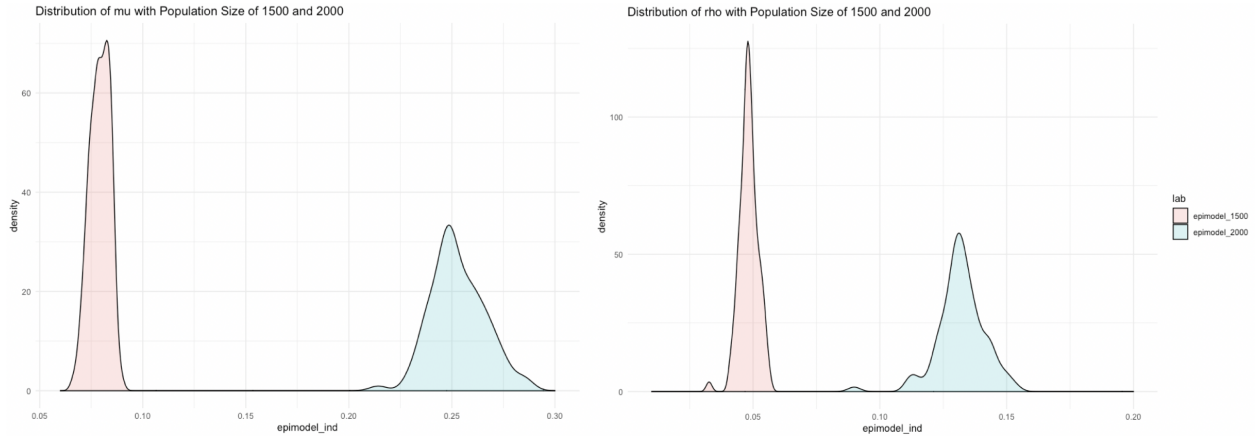 Distribution of mu with Population Size of 1500 and 2000
density
60
40
20
0
0.05 0.10 0.15 0.20 0.25 0.30
epimodel_ind
Distribution of rho with Population Size of 1500 and 2000
density
100
50
0
0.05 0.10 0.15 0.20
epimodel_ind
lab
epimodel_1500
epimodel_2000